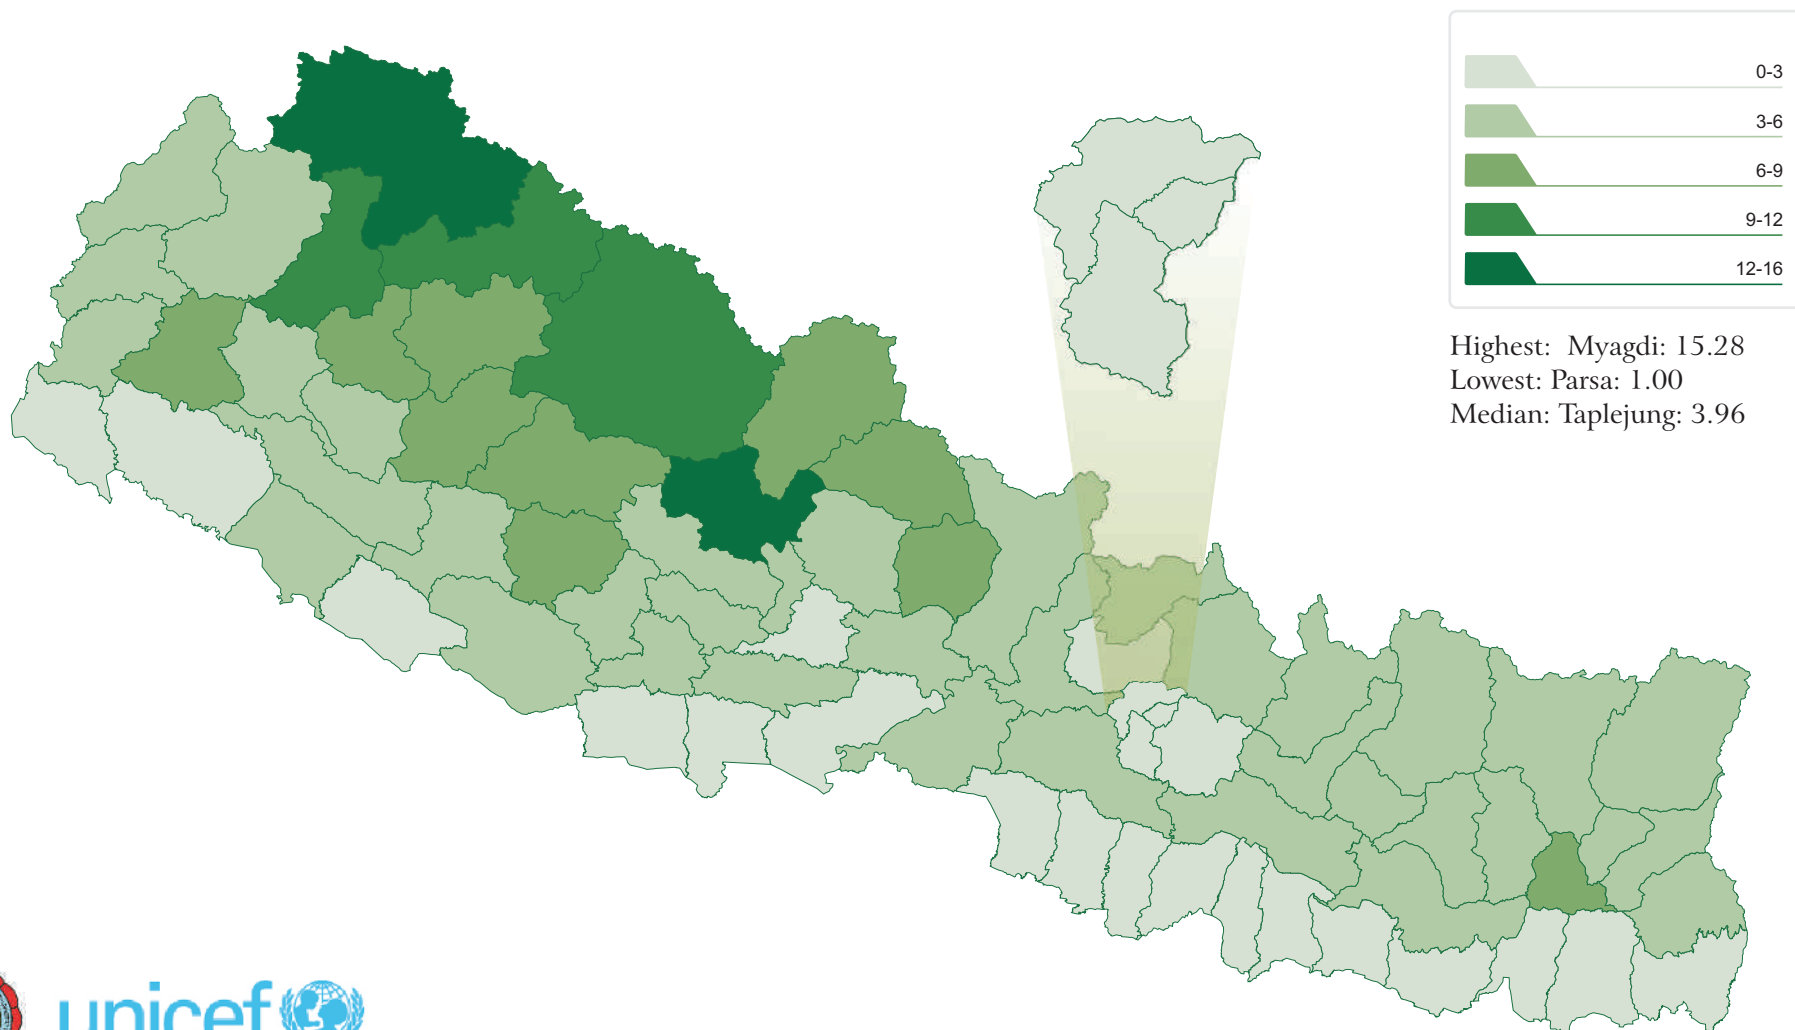 0-3
3-6
6-9
9-12
12-16
Highest: Myagdi: 15.28
Lowest: Parsa: 1.00
Median: Taplejung: 3.96
unicef